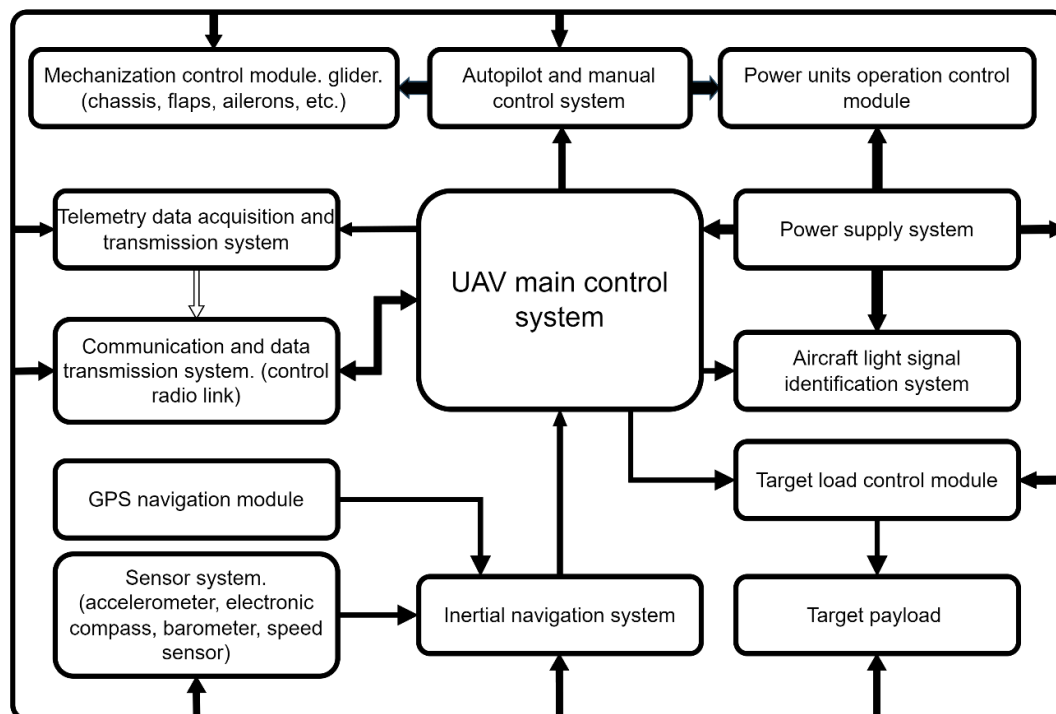 Mechanization control module. glider.
(chassis, flaps, ailerons, etc.)
Autopilot and manual
control system
Power units operation control
module
Telemetry data acquisition and
transmission system
UAV main control
system
Power supply system
Communication and data
transmission system. (control
radio link)
Aircraft light signal
identification system
GPS navigation module
Target load control module
Sensor system.
(accelerometer, electronic
compass, barometer, speed
sensor)
Inertial navigation system
Target payload